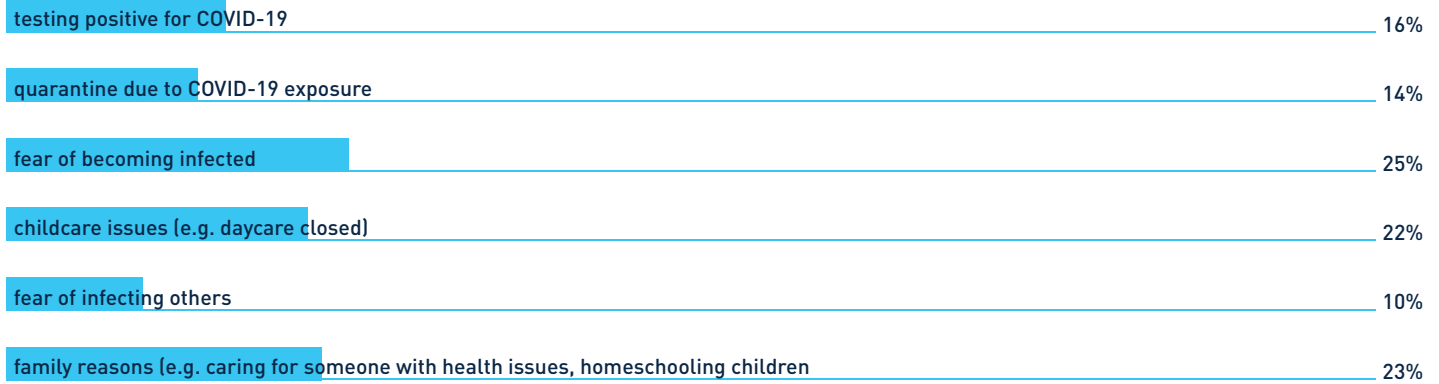 testing positive for COVID-19 16%
quarantine due to COVID-19 exposure 14%
fear of becoming infected 25%
childcare issues (e.g. daycare closed) 22%
fear of infecting others 10%
family reasons (e.g. caring for someone with health issues, homeschooling children 23%